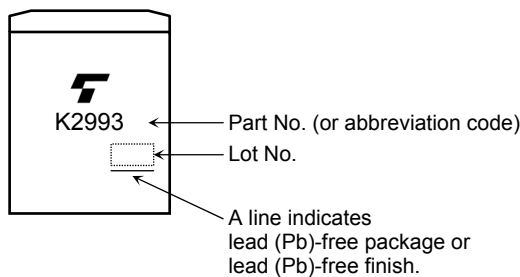 K2993
Part No. (or abbreviation code)
Lot No.
A line indicates
lead (Pb)-free package or
lead (Pb)-free finish.